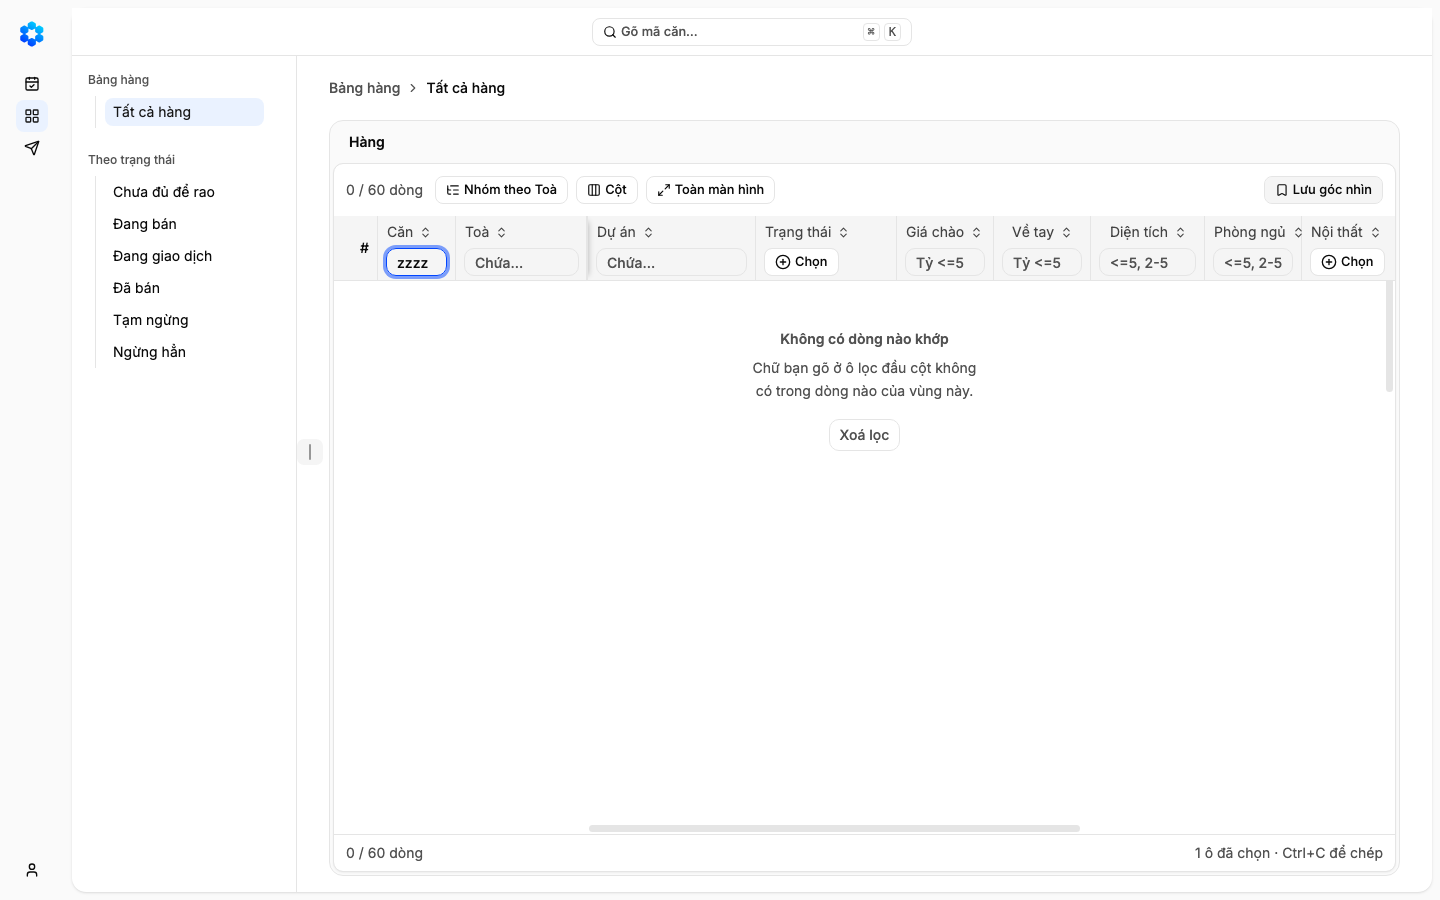 Gõ mã căn... ⌘ K
Bảng hàng
Tất cả hàng
Theo trạng thái
Chưa đủ để rao
Đang bán
Đang giao dịch
Đã bán
Tạm ngừng
Ngừng hẳn
Bảng hàng > Tất cả hàng
Hàng
0 / 60 dòng Nhóm theo Toà Cột Toàn màn hình Lưu góc nhìn
# Căn Toà Dự án Trạng thái Giá chào Về tay Diện tích Phòng ngủ Nội thất
zzzz Chứa... Chứa... Chọn Tỷ <=5 Tỷ <=5 <=5, 2-5 <=5, 2-5 Chọn
Không có dòng nào khớp
Chữ bạn gõ ở ô lọc đầu cột không
có trong dòng nào của vùng này.
Xoá lọc
0 / 60 dòng 1 ô đã chọn · Ctrl+C để chép